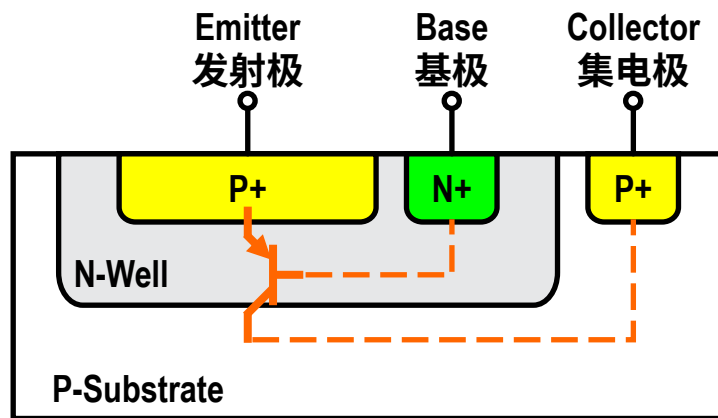 Emitter
发射极
Base
基极
Collector
集电极
P+
N+
P+
N-Well
P-Substrate